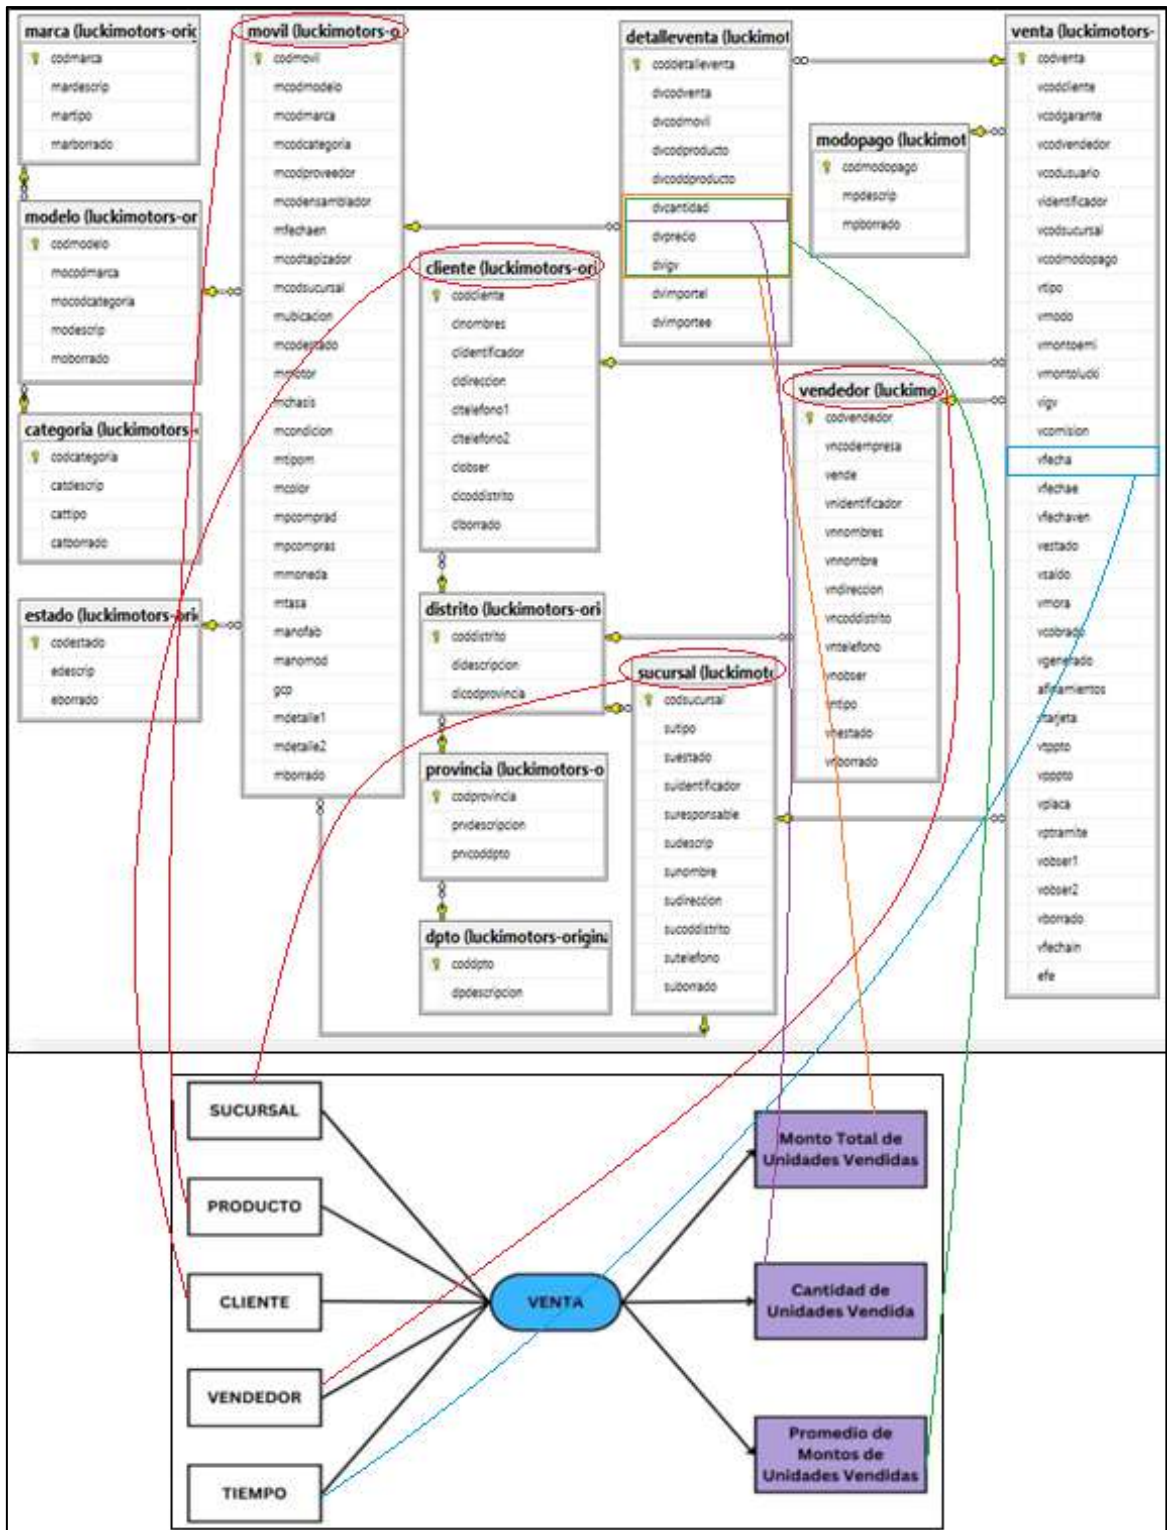 marca (luckimotors-orig
codmarca
mardescrip
martipo
marborrado
modelo (luckimotors-or
codmodelo
mocodmarca
mocodcategoria
modescrip
moborrado
categoria (luckimotors-
codcategoria
catdescrip
cattipo
catborrado
estado (luckimotors-orig
codestado
edescrip
eborrado
movil (luckimotors-o
codmovil
mcodmodelo
mcodmarca
mcodcategoria
mcodproveedor
mcodensamblador
mfechaen
mcodtapizador
mcodsucursal
mubicacion
mcodestado
mmotor
mchasis
mcondicion
mtipom
mcolor
mpcomprad
mpcompras
mmoneda
mtasa
manofab
manomod
gcp
mdetalle1
mdetalle2
mborrado
cliente (luckimotors-ori
codcliente
clnombres
clidentificador
cldireccion
cltelefono1
cltelefono2
clobser
clcoddistrito
clborrado
distrito (luckimotors-ori
coddistrito
didescripcion
dicodprovincia
provincia (luckimotors-o
codprovincia
prvdescripcion
prvcoddpto
dpto (luckimotors-origina
coddpto
dpdescripcion
detalleventa (luckimot
coddetalleventa
dvcodventa
dvcodmovil
dvcodproducto
dvcoddproducto
dvcantidad
dvprecio
dvigv
dvimportel
dvimportee
sucursal (luckimoto
codsucursal
sutipo
suestado
suidentificador
suresponsable
sudescrip
sunombre
sudireccion
sucoddistrito
sutelefono
suborrado
modopago (luckimot
codmodopago
mpdescrip
mpborrado
vendedor (luckimo
codvendedor
vncodempresa
vende
vnidentificador
vnnombres
vnnombre
vndireccion
vncoddistrito
vntelefono
vnobser
vntipo
vnestado
vnborrado
venta (luckimotors-
codventa
vcodcliente
vcodgarante
vcodvendedor
vcodusuario
videntificador
vcodsucursal
vcodmodopago
vtipo
vmodo
vmontoemi
vmontolucki
vigv
vcomision
vfecha
vfechae
vfechaven
vestado
vsaldo
vmora
vcobrado
vgenerado
afinamientos
vtarjeta
vtppto
vpppto
vplaca
vptramite
vobser1
vobser2
vborrado
vfechain
efe
SUCURSAL
PRODUCTO
CLIENTE
VENDEDOR
TIEMPO
VENTA
Monto Total de
Unidades Vendidas
Cantidad de
Unidades Vendida
Promedio de
Montos de
Unidades Vendidas